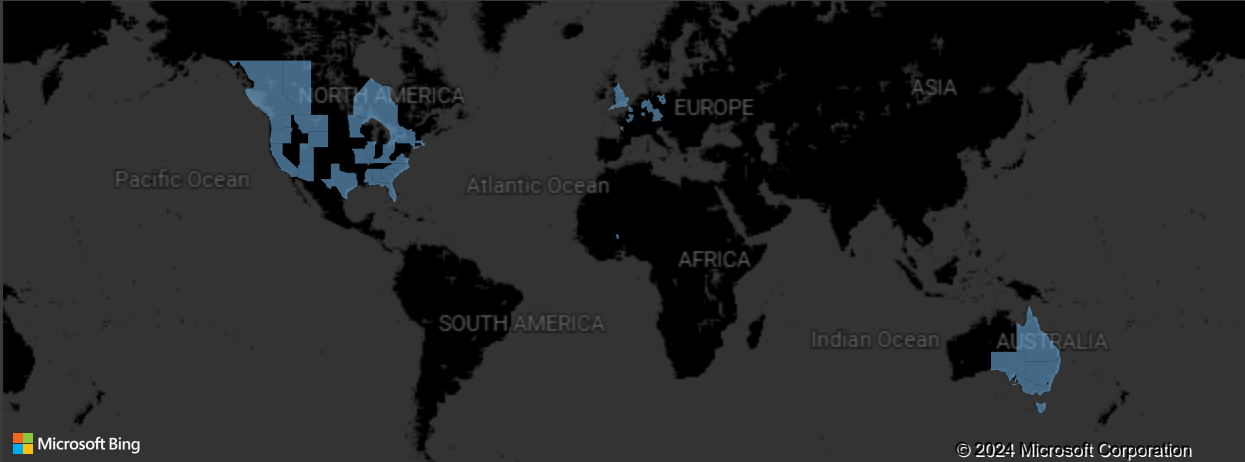 NORTH AMERICA
ASIA
EUROPE
Pacific Ocean
Atlantic Ocean
AFRICA
SOUTH AMERICA
Indian Ocean
AUSTRALIA
Microsoft Bing
© 2024 Microsoft Corporation